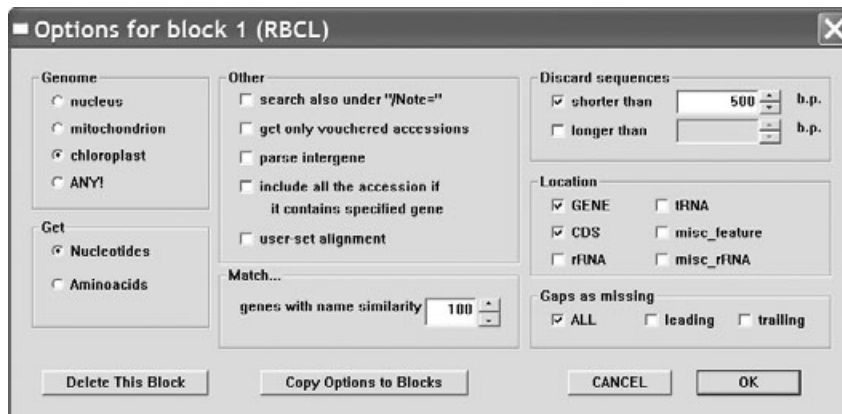 Options for block 1 (RBCL)
Genome
nucleus
mitochondrion
chloroplast
ANY!
Get
Nucleotides
Aminoacids
Other
search also under "/Note="
get only vouchered accessions
parse intergene
include all the accession if
it contains specified gene
user-set alignment
Match...
genes with name similarity 100
Discard sequences
shorter than 500 b.p.
longer than b.p.
Location
GENE tRNA
CDS misc_feature
rRNA misc_rRNA
Gaps as missing
ALL leading trailing
Delete This Block Copy Options to Blocks CANCEL OK